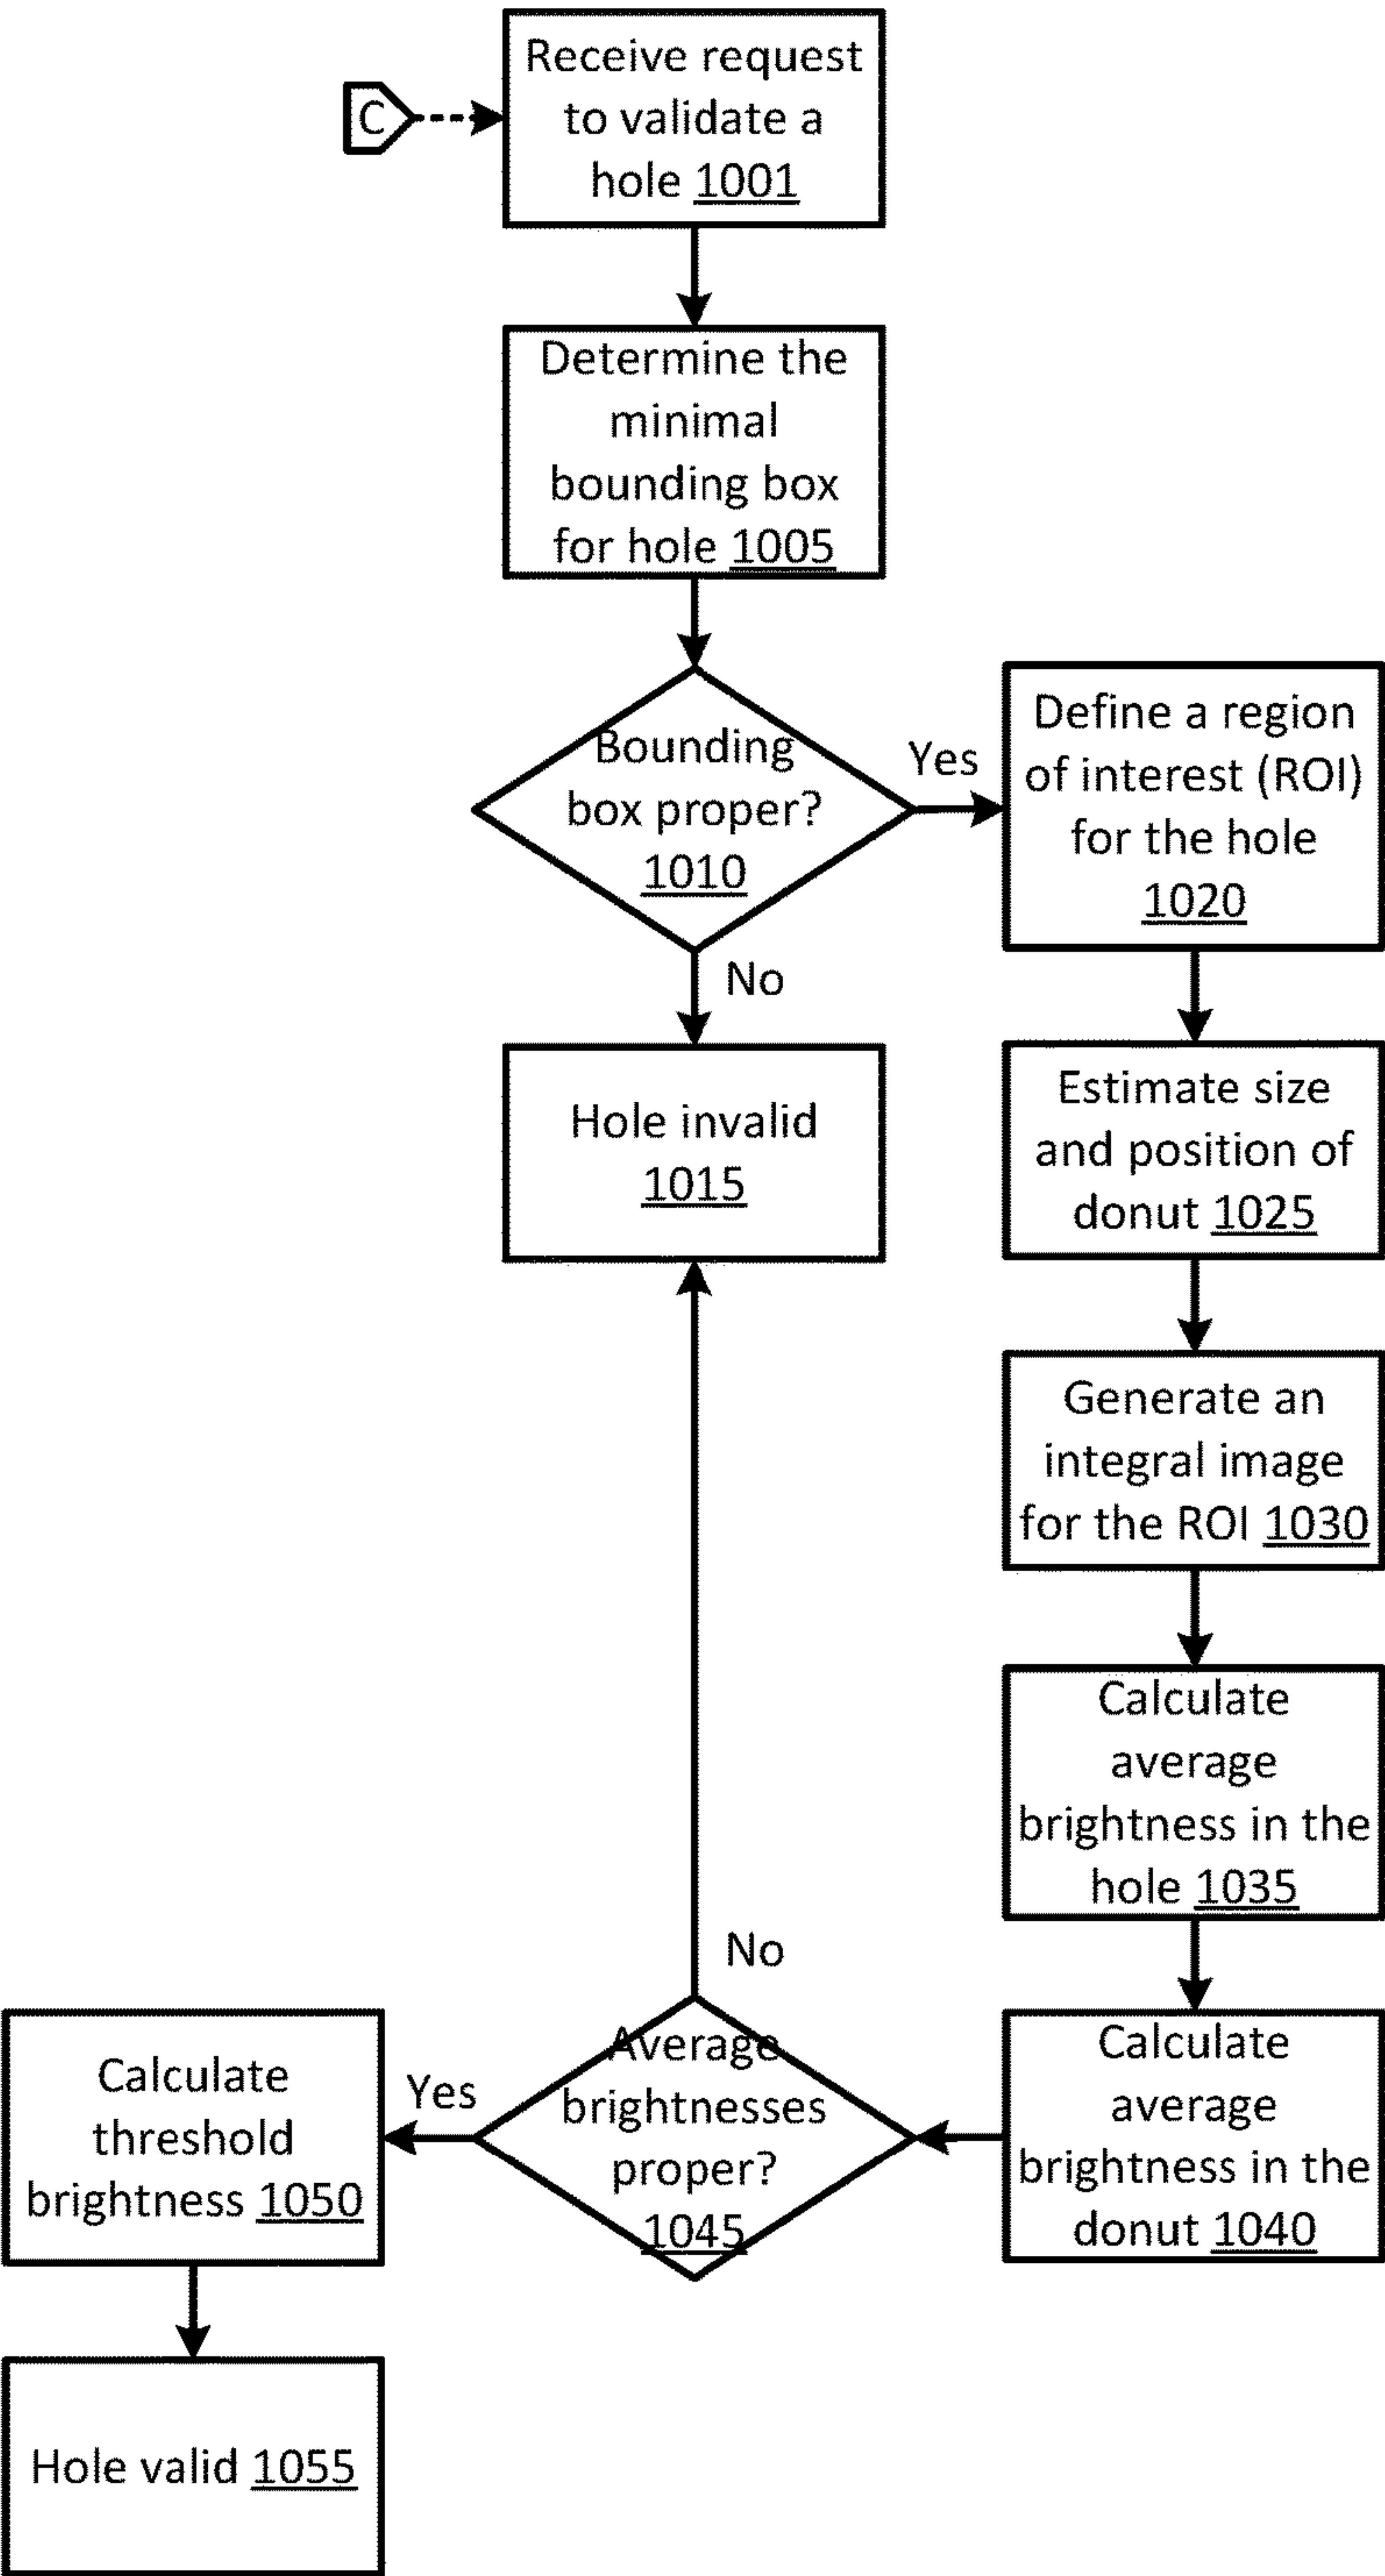 Receive request
to validate a
hole 1001
C
Determine the
minimal
bounding box
for hole 1005
Bounding
box proper?
1010
Yes
No
Define a region
of interest (ROI)
for the hole
1020
Hole invalid
1015
Estimate size
and position of
donut 1025
Generate an
integral image
for the ROI 1030
Calculate
average
brightness in the
hole 1035
Calculate
average
brightness in the
donut 1040
No
Average
brightnesses
proper?
1045
Yes
Calculate
threshold
brightness 1050
Hole valid 1055